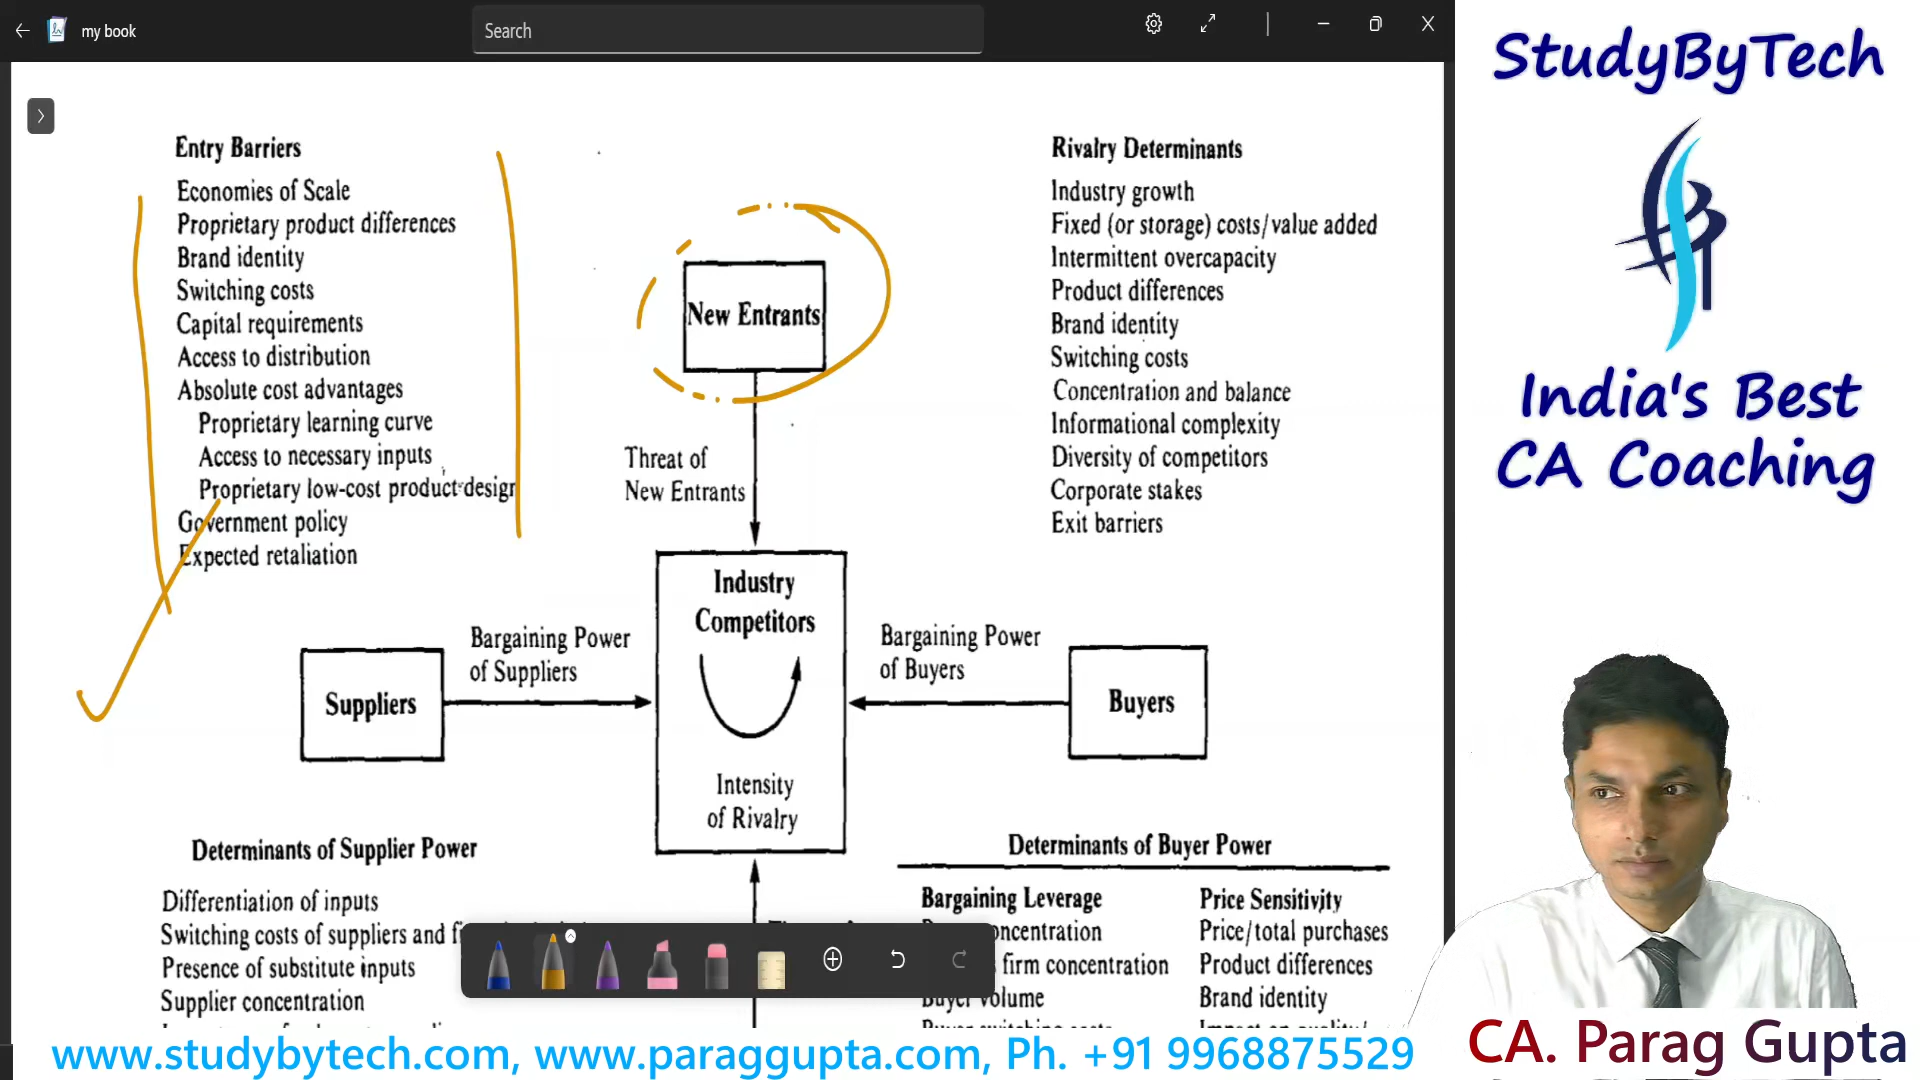 my book
Search
StudyByTech
India's Best
CA Coaching
Entry Barriers
Economies of Scale
Proprietary product differences
Brand identity
Switching costs
Capital requirements
Access to distribution
Absolute cost advantages
Proprietary learning curve
Access to necessary inputs
Proprietary low-cost product design
Government policy
Expected retaliation
New Entrants
Threat of
New Entrants
Rivalry Determinants
Industry growth
Fixed (or storage) costs/value added
Intermittent overcapacity
Product differences
Brand identity
Switching costs
Concentration and balance
Informational complexity
Diversity of competitors
Corporate stakes
Exit barriers
Suppliers
Bargaining Power
of Suppliers
Industry
Competitors
Intensity
of Rivalry
Bargaining Power
of Buyers
Buyers
Determinants of Supplier Power
Differentiation of inputs
Switching costs of suppliers and
Presence of substitute inputs
Supplier concentration
Determinants of Buyer Power
Bargaining Leverage
concentration
firm concentration
Buyer volume
Price Sensitivity
Price/total purchases
Product differences
Brand identity
www.studybytech.com, www.paraggupta.com, Ph. +91 9968875529
CA. Parag Gupta